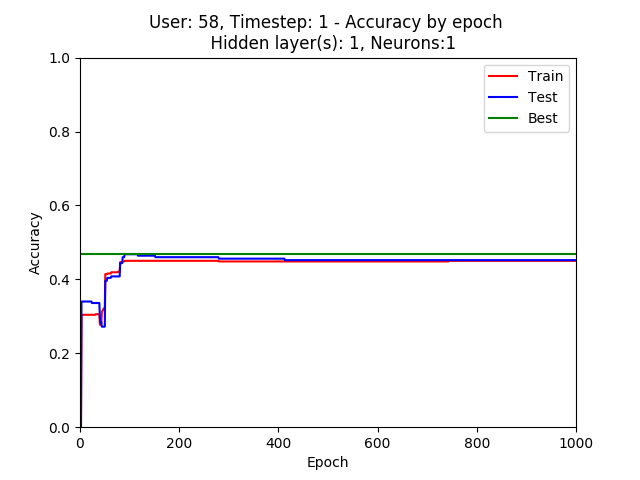 User: 58, Timestep: 1 - Accuracy by epoch
Hidden layer(s): 1, Neurons:1
Train
Test
Best
1.0
0.8
0.6
0.4
0.2
0.0
Accuracy
0
200
400
600
800
1000
Epoch